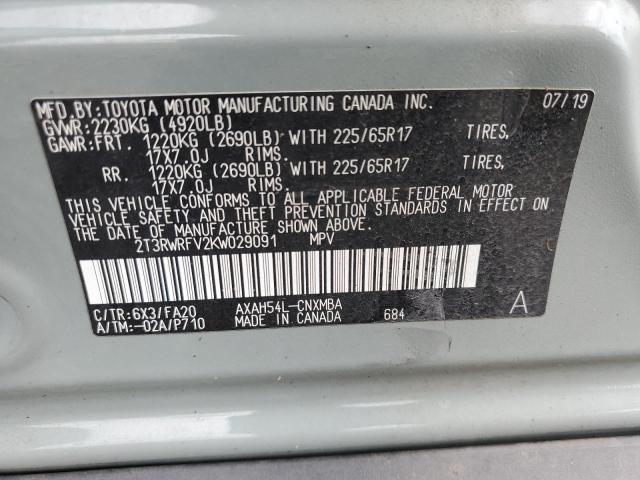 MFD.BY:TOYOTA MOTOR MANUFACTURING CANADA INC. 07/19
GVWR:2230KG (4920LB)
GAWR:FRT. 1220KG (2690LB) WITH 225/65R17 TIRES,
17X7.0J RIMS.
RR. 1220KG (2690LB) WITH 225/65R17 TIRES,
17X7.0J RIMS.
THIS VEHICLE CONFORMS TO ALL APPLICABLE FEDERAL MOTOR
VEHICLE SAFETY AND THEFT PREVENTION STANDARDS IN EFFECT ON
THE DATE OF MANUFACTURE SHOWN ABOVE.
2T3RWRFV2KW029091 MPV
C/TR:6X3/FA20 AXAH54L-CNXMBA A
A/TM:-02A/P710 MADE IN CANADA 684